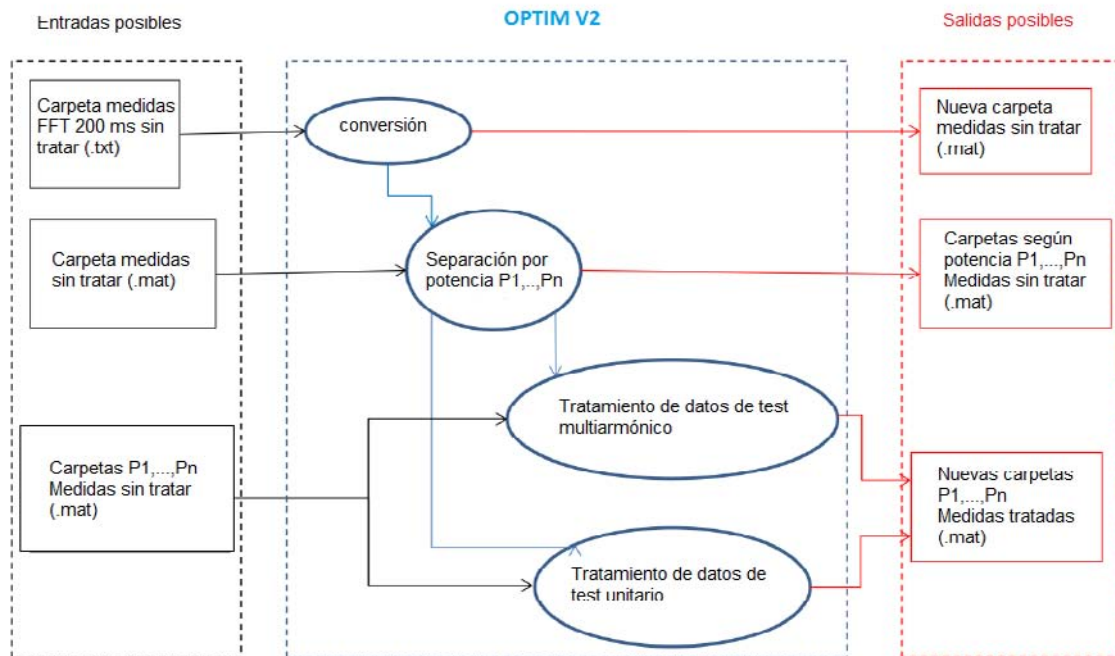 Entradas posibles
OPTIM V2
Salidas posibles
Carpeta medidas
FFT 200 ms sin
tratar (.txt)
conversión
Nueva carpeta
medidas sin tratar
(.mat)
Carpeta medidas
sin tratar (.mat)
Separación por
potencia P1,..,Pn
Carpetas según
potencia P1,...,Pn
Medidas sin tratar
(.mat)
Tratamiento de datos de test
multiarmónico
Carpetas P1,...,Pn
Medidas sin tratar
(.mat)
Nuevas carpetas
P1,...,Pn
Medidas tratadas
(.mat)
Tratamiento de datos de
test unitario